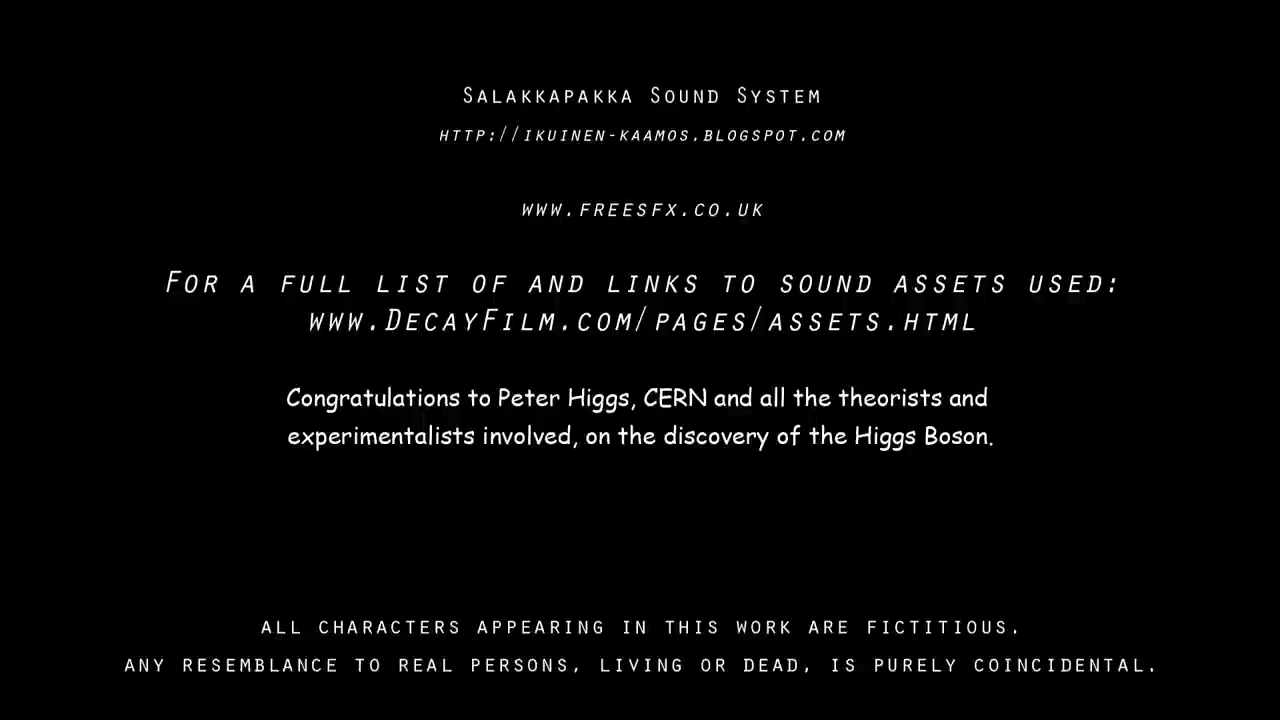 Salakkapakka Sound System
http://ikuinen-kaamos.blogspot.com
www.freesfx.co.uk
For a full list of and links to sound assets used:
www.DecayFilm.com/pages/assets.html
Congratulations to Peter Higgs, CERN and all the theorists and
experimentalists involved, on the discovery of the Higgs Boson.
ALL CHARACTERS APPEARING IN THIS WORK ARE FICTITIOUS.
ANY RESEMBLANCE TO REAL PERSONS, LIVING OR DEAD, IS PURELY COINCIDENTAL.